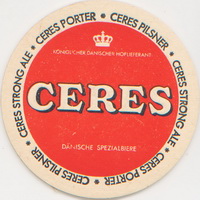 CERES PORTER • CERES PILSNER • CERES STRONG ALE • CERES PORTER • CERES PILSNER • CERES STRONG ALE •
KÖNIGLICHER DÄNISCHER HOFLIEFERANT
CERES
DÄNISCHE SPEZIALBIERE